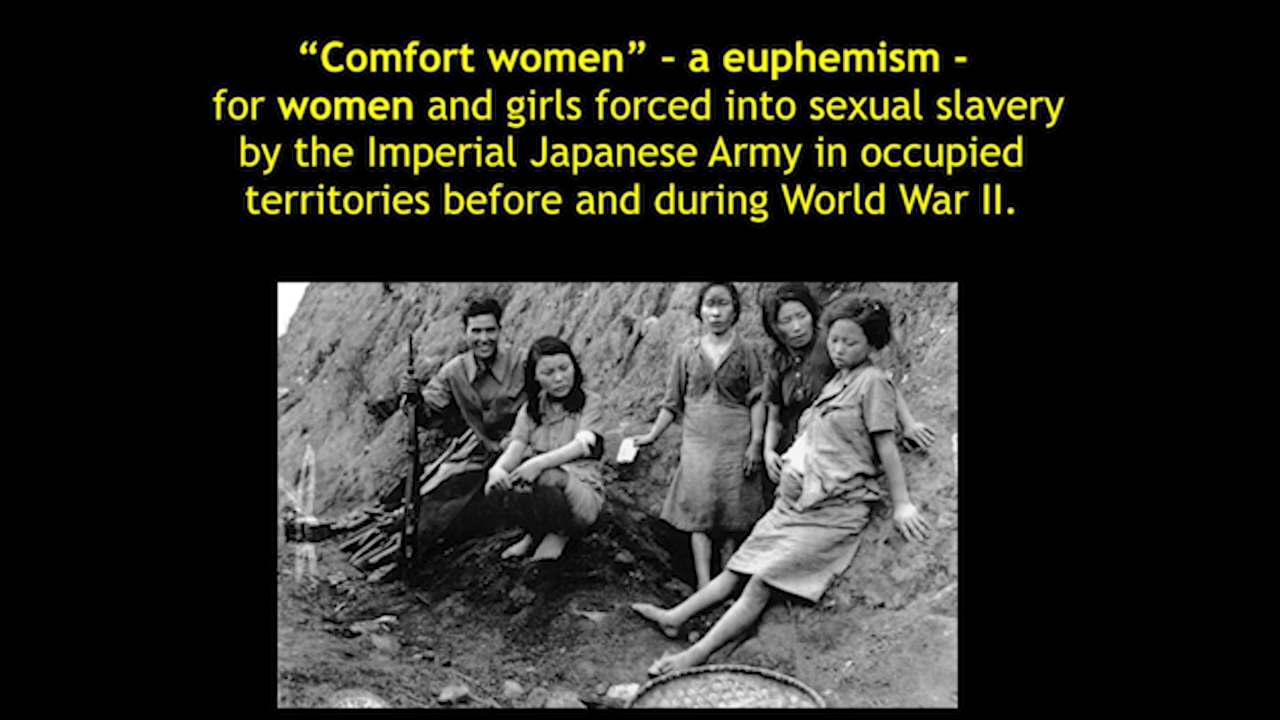 “Comfort women” – a euphemism -
for women and girls forced into sexual slavery
by the Imperial Japanese Army in occupied
territories before and during World War II.